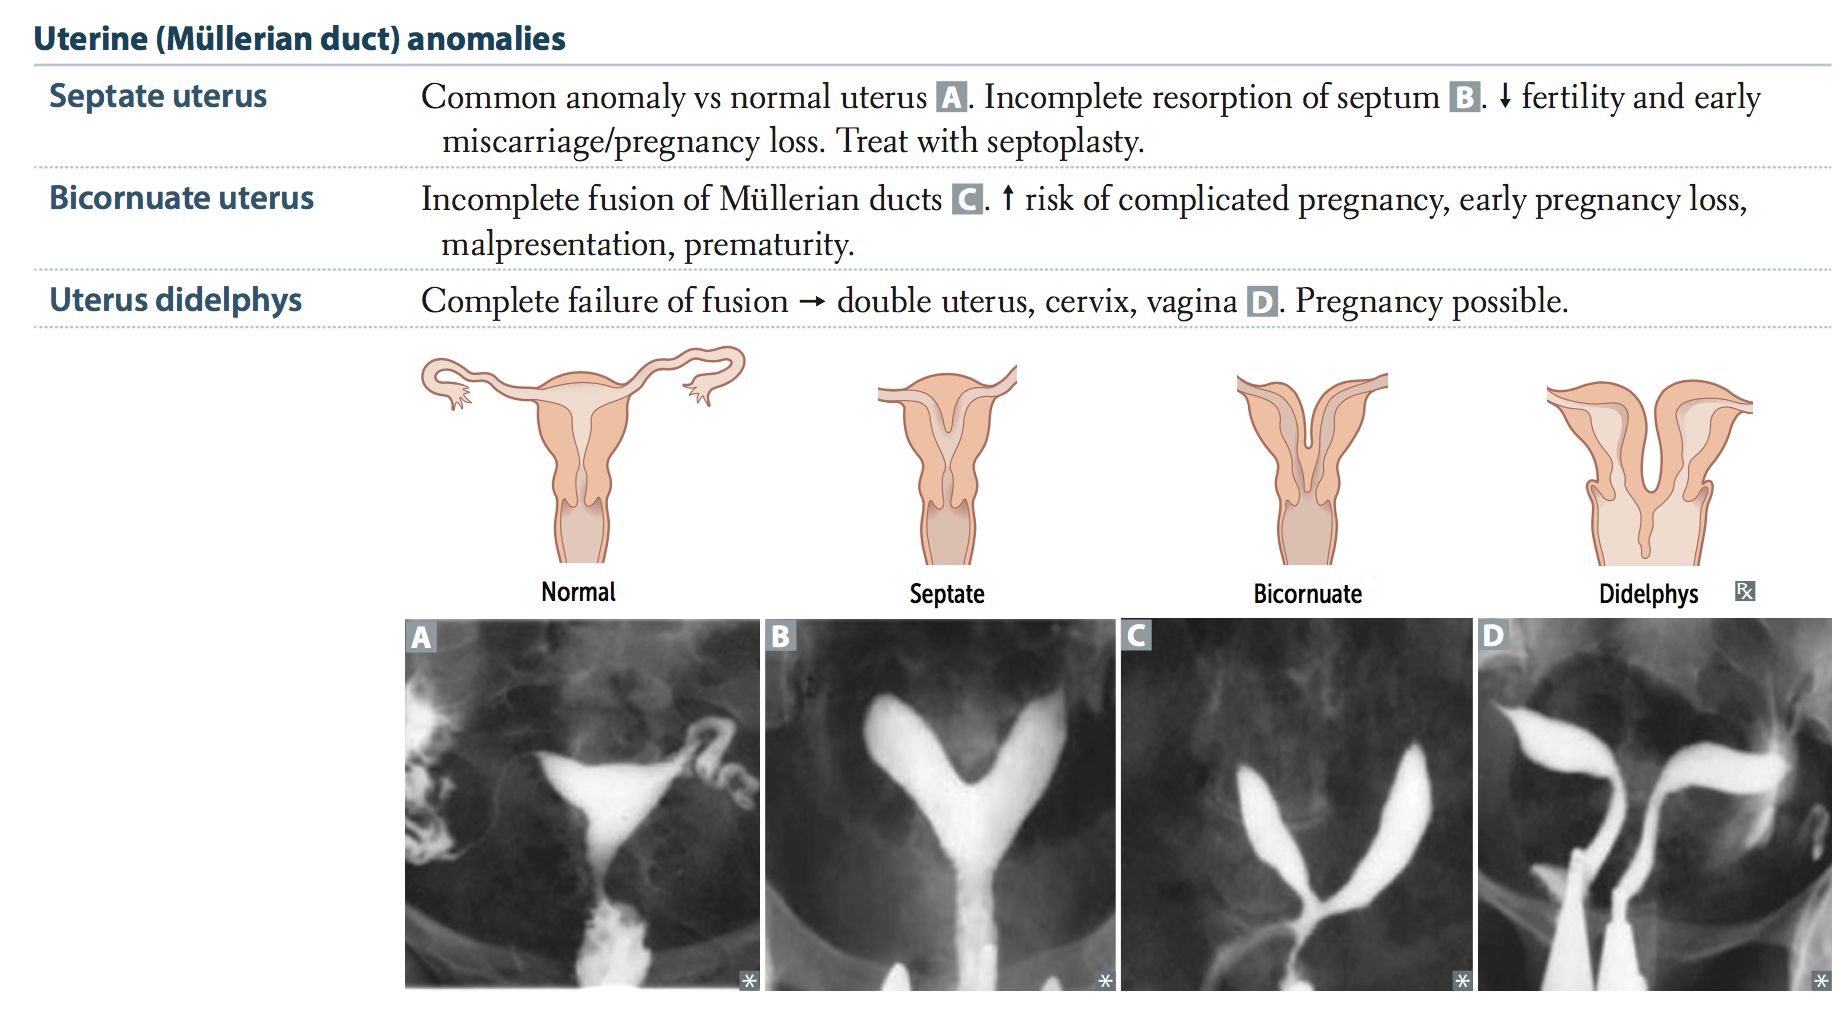 Uterine (Müllerian duct) anomalies
Septate uterus
Common anomaly vs normal uterus A. Incomplete resorption of septum B. ↓ fertility and early
miscarriage/pregnancy loss. Treat with septoplasty.
Bicornuate uterus
Incomplete fusion of Müllerian ducts C. ↑ risk of complicated pregnancy, early pregnancy loss,
malpresentation, prematurity.
Uterus didelphys
Complete failure of fusion → double uterus, cervix, vagina D. Pregnancy possible.
Normal
Septate
Bicornuate
Didelphys
Rx
A
B
C
D